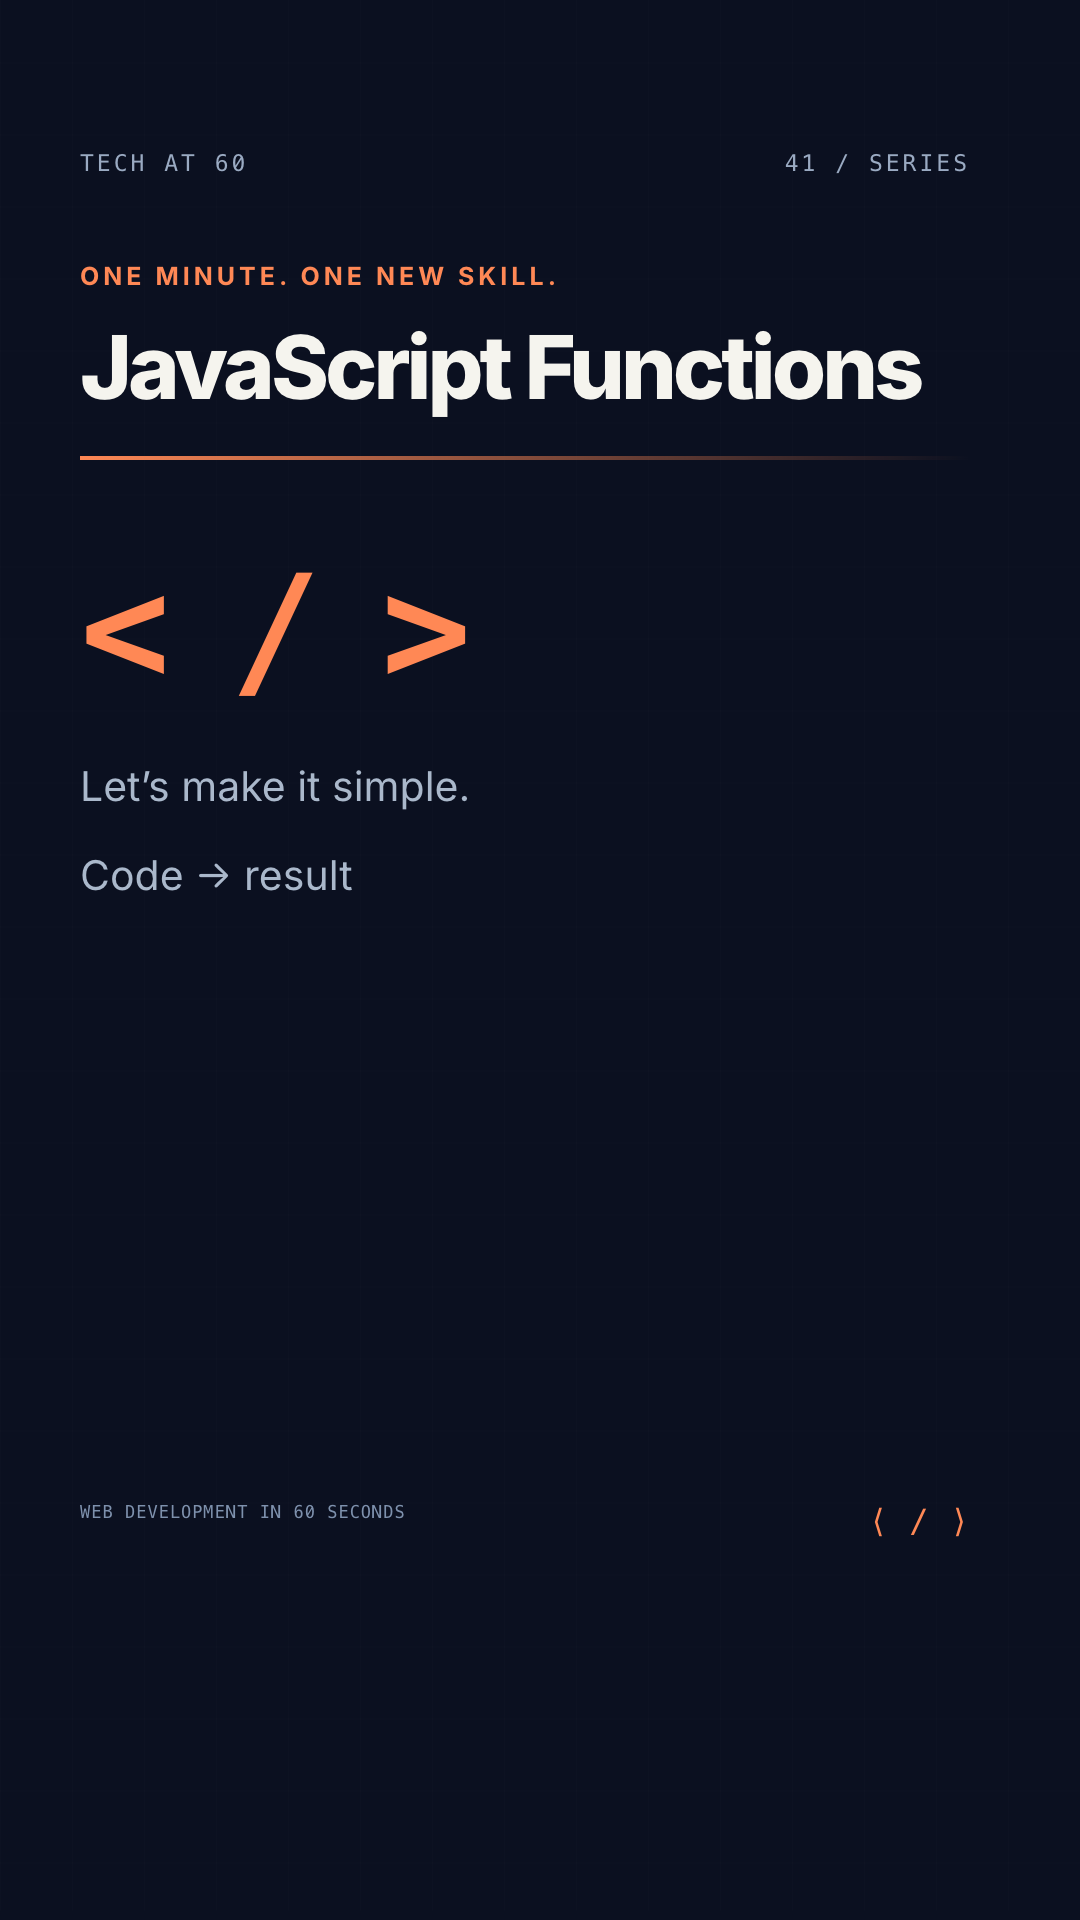 TECH AT 60
41 / SERIES
ONE MINUTE. ONE NEW SKILL.
JavaScript Functions
< / >
Let’s make it simple.
Code → result
WEB DEVELOPMENT IN 60 SECONDS
⟨ / ⟩